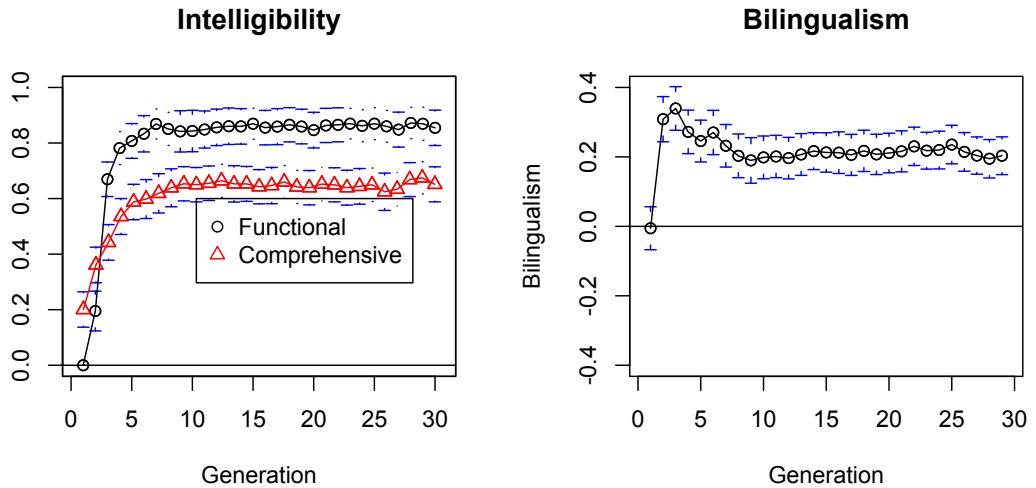 Intelligibility
1.0
0.8
0.6
0.4
0.2
0.0
Functional
Comprehensive
0 5 10 15 20 25 30
Generation
Bilingualism
Bilingualism
0.4
0.2
0.0
-0.2
-0.4
0 5 10 15 20 25 30
Generation